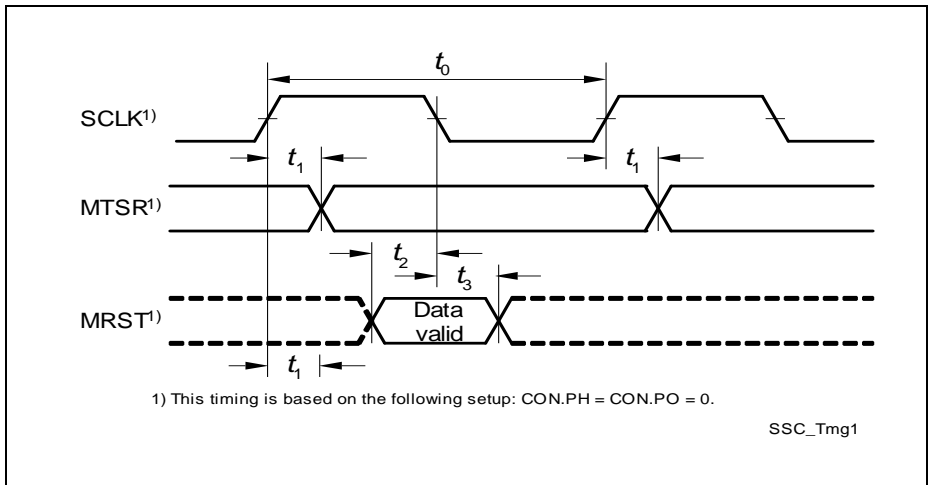 t₀
SCLK¹⁾
t₁ t₁
MTSR¹⁾
t₂
t₃
MRST¹⁾ Data
valid
t₁
1) This timing is based on the following setup: CON.PH = CON.PO = 0.
SSC_Tmg1